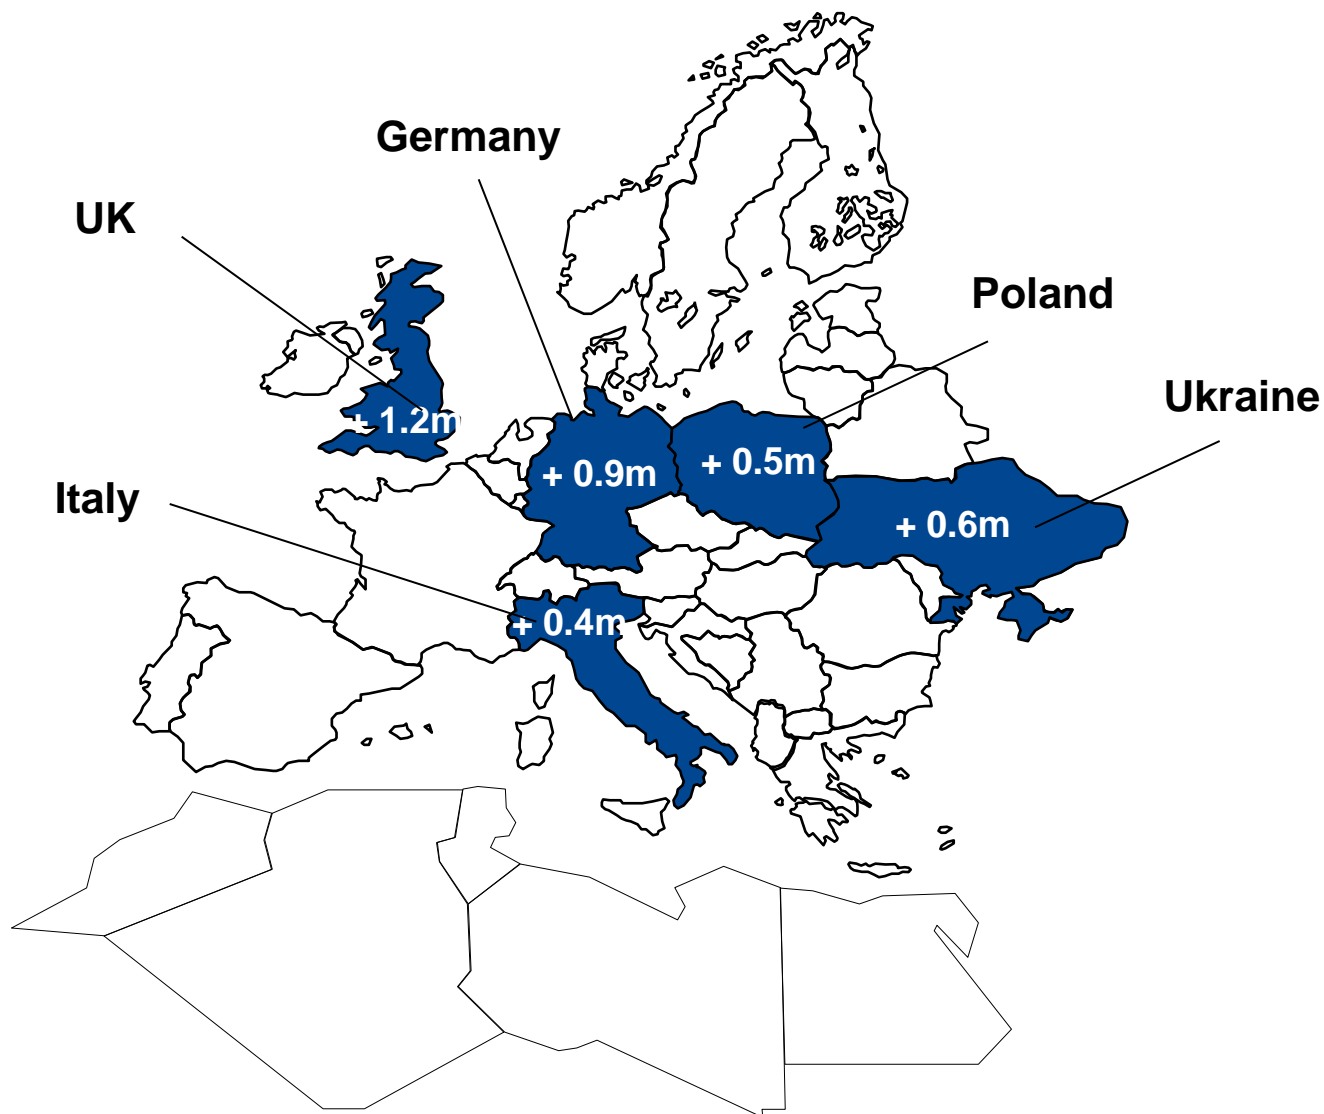 Germany
UK
Poland
Ukraine
Italy
+ 1.2m
+ 0.9m
+ 0.5m
+ 0.6m
+ 0.4m